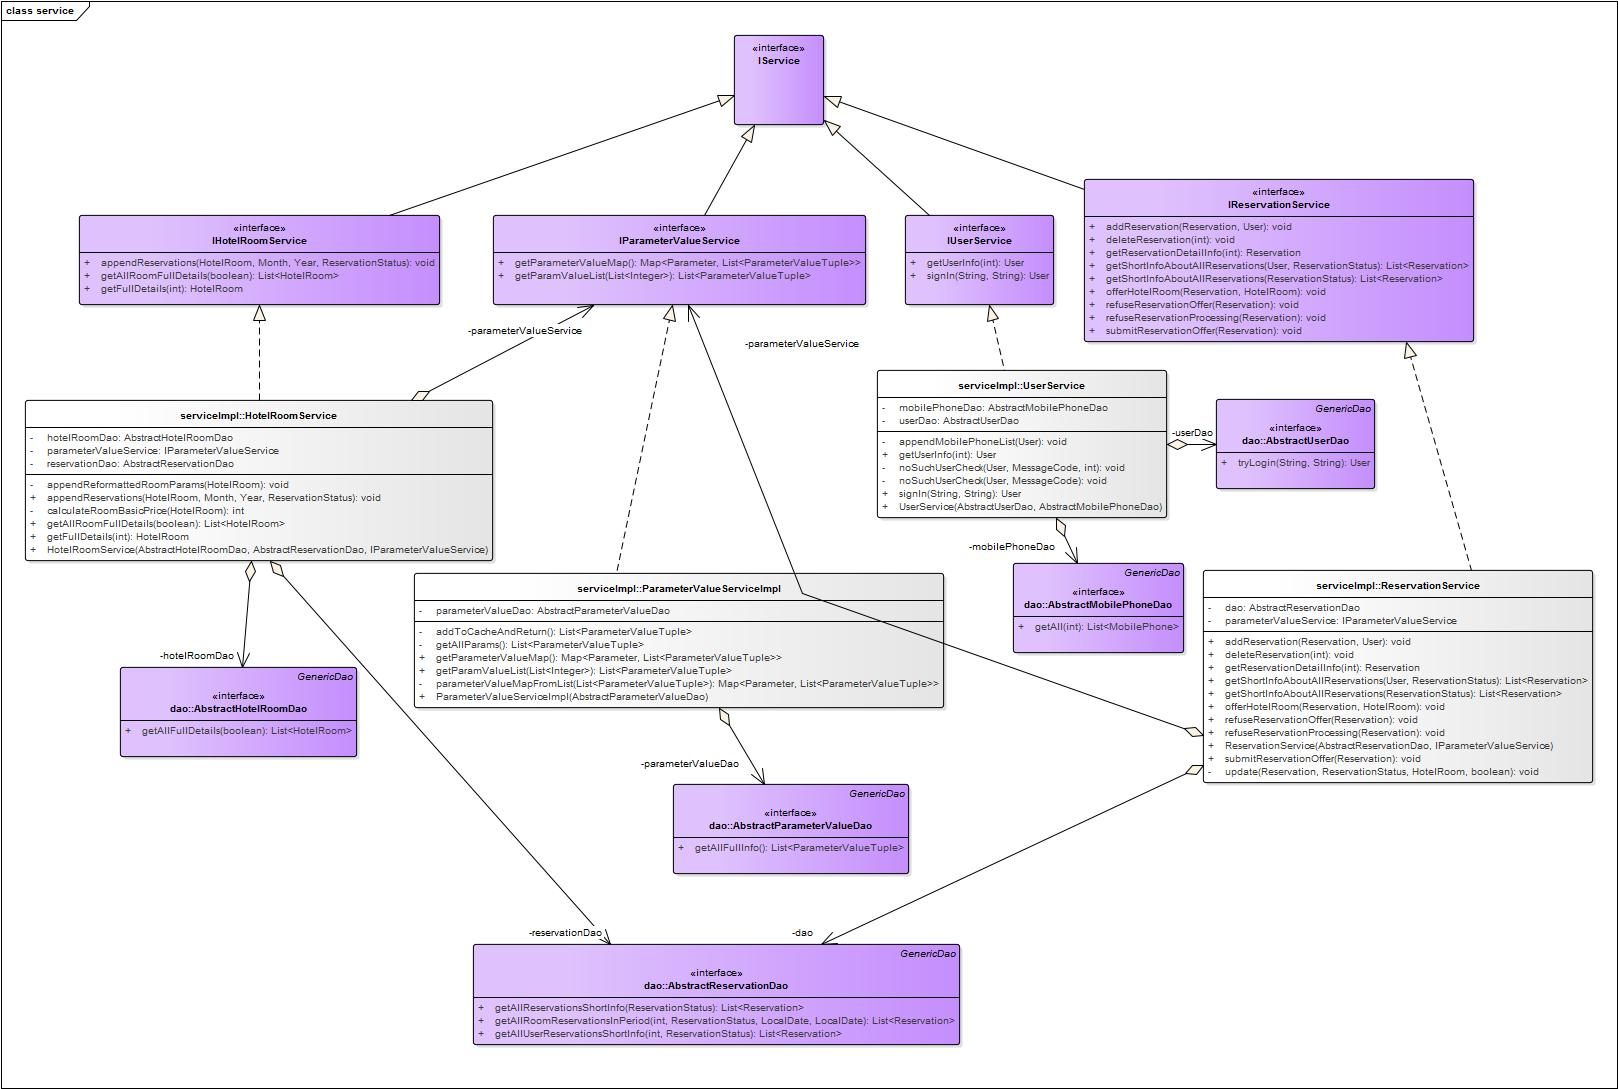 class service
«interface»
IService
«interface»
IHotelRoomService
+ appendReservations(HotelRoom, Month, Year, ReservationStatus): void
+ getAllRoomFullDetails(boolean): List<HotelRoom>
+ getFullDetails(int): HotelRoom
«interface»
IParameterValueService
+ getParameterValueMap(): Map<Parameter, List<ParameterValueTuple>>
+ getParamValueList(List<Integer>): List<ParameterValueTuple>
«interface»
IUserService
+ getUserInfo(int): User
+ signIn(String, String): User
«interface»
IReservationService
+ addReservation(Reservation, User): void
+ deleteReservation(int): void
+ getReservationDetailInfo(int): Reservation
+ getShortInfoAboutAllReservations(User, ReservationStatus): List<Reservation>
+ getShortInfoAboutAllReservations(ReservationStatus): List<Reservation>
+ offerHotelRoom(Reservation, HotelRoom): void
+ refuseReservationOffer(Reservation): void
+ refuseReservationProcessing(Reservation): void
+ submitReservationOffer(Reservation): void
-parameterValueService
-parameterValueService
serviceImpl::HotelRoomService
- hotelRoomDao: AbstractHotelRoomDao
- parameterValueService: IParameterValueService
- reservationDao: AbstractReservationDao
- appendReformattedRoomParams(HotelRoom): void
+ appendReservations(HotelRoom, Month, Year, ReservationStatus): void
- calculateRoomBasicPrice(HotelRoom): int
+ getAllRoomFullDetails(boolean): List<HotelRoom>
+ getFullDetails(int): HotelRoom
+ HotelRoomService(AbstractHotelRoomDao, AbstractReservationDao, IParameterValueService)
serviceImpl::UserService
- mobilePhoneDao: AbstractMobilePhoneDao
- userDao: AbstractUserDao
- appendMobilePhoneList(User): void
+ getUserInfo(int): User
- noSuchUserCheck(User, MessageCode, int): void
- noSuchUserCheck(User, MessageCode): void
+ signIn(String, String): User
+ UserService(AbstractUserDao, AbstractMobilePhoneDao)
-userDao
GenericDao
«interface»
dao::AbstractUserDao
+ tryLogin(String, String): User
-mobilePhoneDao
GenericDao
«interface»
dao::AbstractMobilePhoneDao
+ getAll(int): List<MobilePhone>
serviceImpl::ParameterValueServiceImpl
- parameterValueDao: AbstractParameterValueDao
- addToCacheAndReturn(): List<ParameterValueTuple>
- getAllParams(): List<ParameterValueTuple>
+ getParameterValueMap(): Map<Parameter, List<ParameterValueTuple>>
+ getParamValueList(List<Integer>): List<ParameterValueTuple>
- parameterValueMapFromList(List<ParameterValueTuple>): Map<Parameter, List<ParameterValueTuple>>
+ ParameterValueServiceImpl(AbstractParameterValueDao)
serviceImpl::ReservationService
- dao: AbstractReservationDao
- parameterValueService: IParameterValueService
+ addReservation(Reservation, User): void
+ deleteReservation(int): void
+ getReservationDetailInfo(int): Reservation
+ getShortInfoAboutAllReservations(User, ReservationStatus): List<Reservation>
+ getShortInfoAboutAllReservations(ReservationStatus): List<Reservation>
+ offerHotelRoom(Reservation, HotelRoom): void
+ refuseReservationOffer(Reservation): void
+ refuseReservationProcessing(Reservation): void
+ ReservationService(AbstractReservationDao, IParameterValueService)
+ submitReservationOffer(Reservation): void
- update(Reservation, ReservationStatus, HotelRoom, boolean): void
-hotelRoomDao
GenericDao
«interface»
dao::AbstractHotelRoomDao
+ getAllFullDetails(boolean): List<HotelRoom>
-parameterValueDao
GenericDao
«interface»
dao::AbstractParameterValueDao
+ getAllFullInfo(): List<ParameterValueTuple>
-reservationDao
-dao
GenericDao
«interface»
dao::AbstractReservationDao
+ getAllReservationsShortInfo(ReservationStatus): List<Reservation>
+ getAllRoomReservationsInPeriod(int, ReservationStatus, LocalDate, LocalDate): List<Reservation>
+ getAllUserReservationsShortInfo(int, ReservationStatus): List<Reservation>